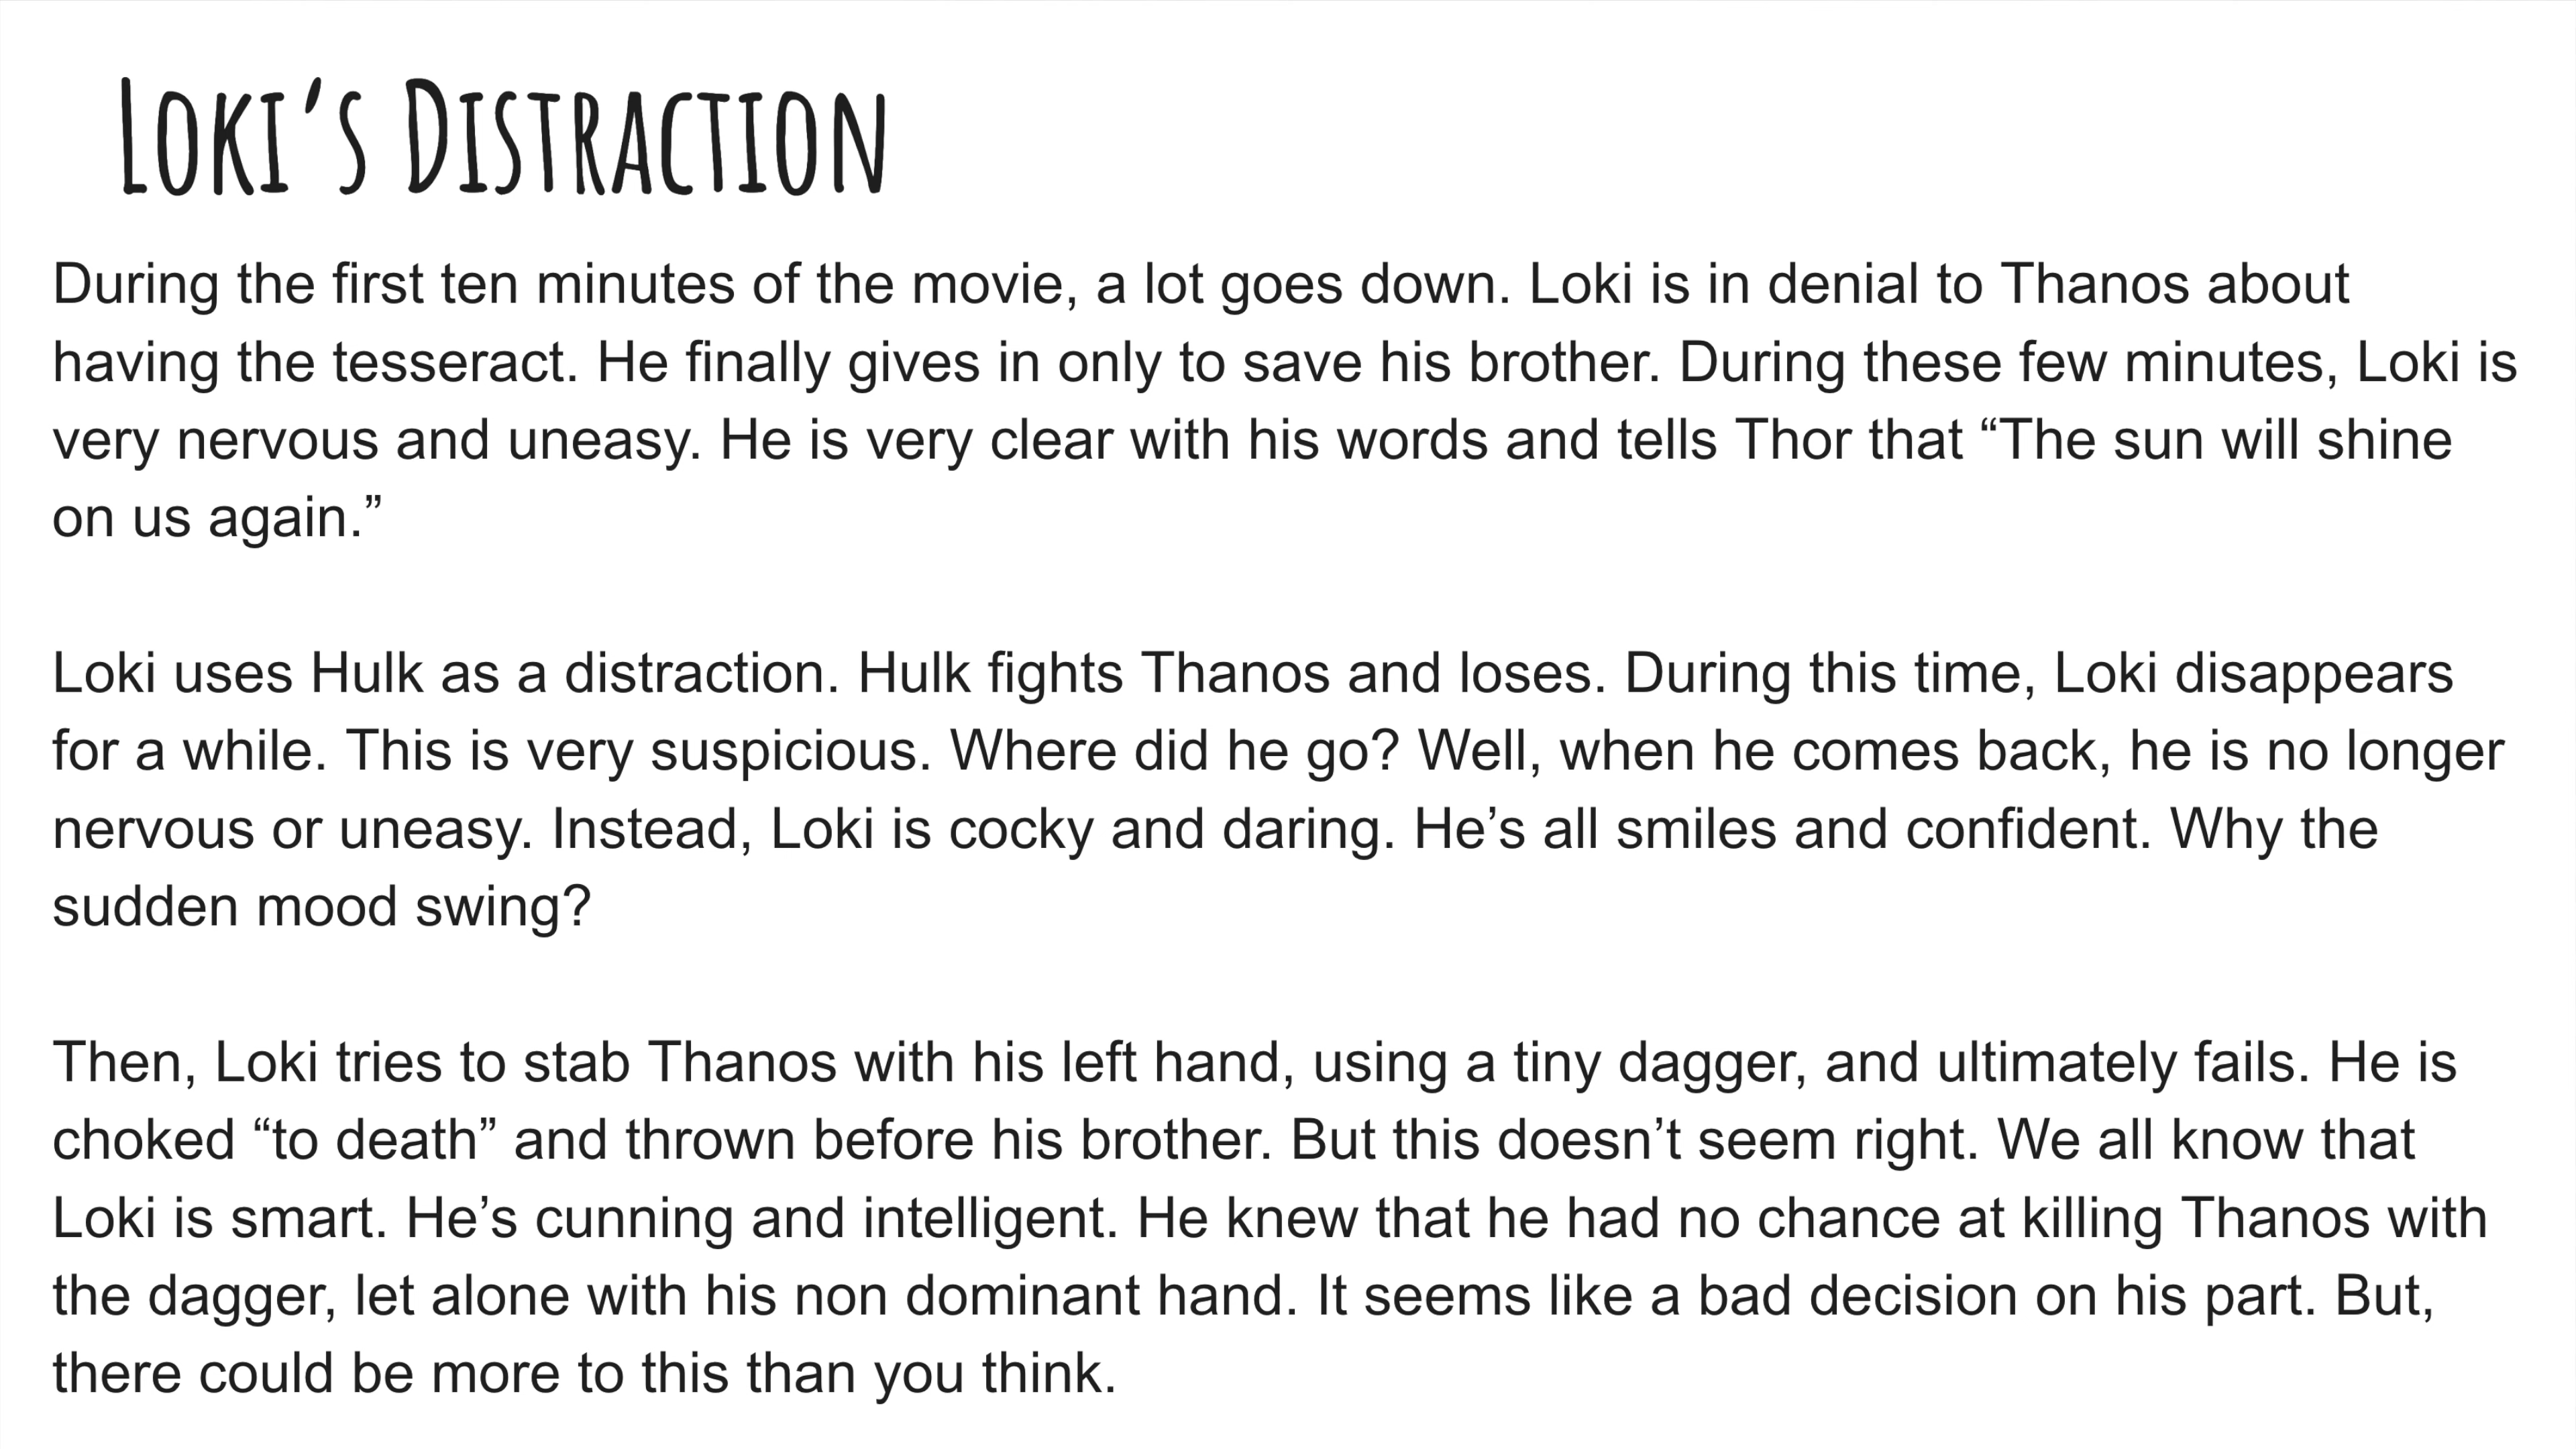 Loki’s Distraction
During the first ten minutes of the movie, a lot goes down. Loki is in denial to Thanos about
having the tesseract. He finally gives in only to save his brother. During these few minutes, Loki is
very nervous and uneasy. He is very clear with his words and tells Thor that “The sun will shine
on us again.”
Loki uses Hulk as a distraction. Hulk fights Thanos and loses. During this time, Loki disappears
for a while. This is very suspicious. Where did he go? Well, when he comes back, he is no longer
nervous or uneasy. Instead, Loki is cocky and daring. He’s all smiles and confident. Why the
sudden mood swing?
Then, Loki tries to stab Thanos with his left hand, using a tiny dagger, and ultimately fails. He is
choked “to death” and thrown before his brother. But this doesn’t seem right. We all know that
Loki is smart. He’s cunning and intelligent. He knew that he had no chance at killing Thanos with
the dagger, let alone with his non dominant hand. It seems like a bad decision on his part. But,
there could be more to this than you think.